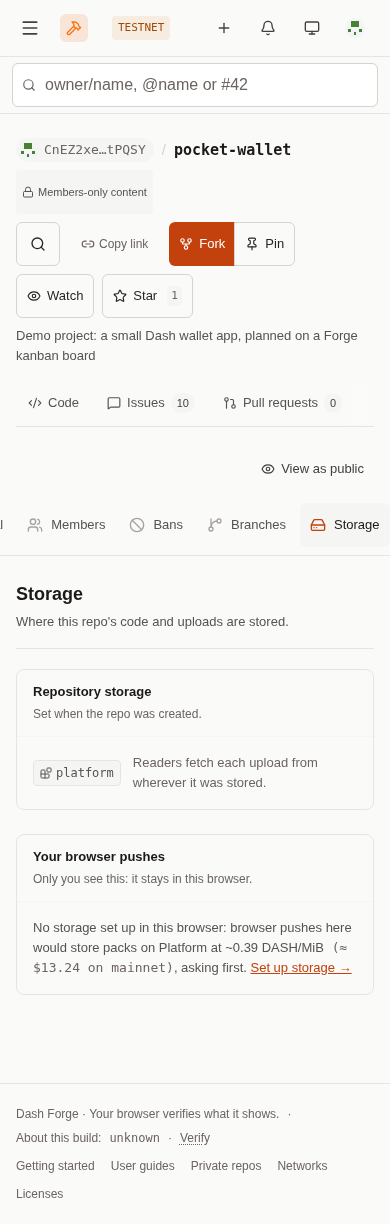 TESTNET
owner/name, @name or #42
CnEZ2xe…tPQSY / pocket-wallet
Members-only content
Copy link Fork Pin
Watch Star 1
Demo project: a small Dash wallet app, planned on a Forge
kanban board
Code Issues 10 Pull requests 0
View as public
Members Bans Branches Storage
Storage
Where this repo's code and uploads are stored.
Repository storage
Set when the repo was created.
platform Readers fetch each upload from
wherever it was stored.
Your browser pushes
Only you see this: it stays in this browser.
No storage set up in this browser: browser pushes here
would store packs on Platform at ~0.39 DASH/MiB (≈
$13.24 on mainnet), asking first. Set up storage →
Dash Forge · Your browser verifies what it shows. ·
About this build: unknown · Verify
Getting started User guides Private repos Networks
Licenses